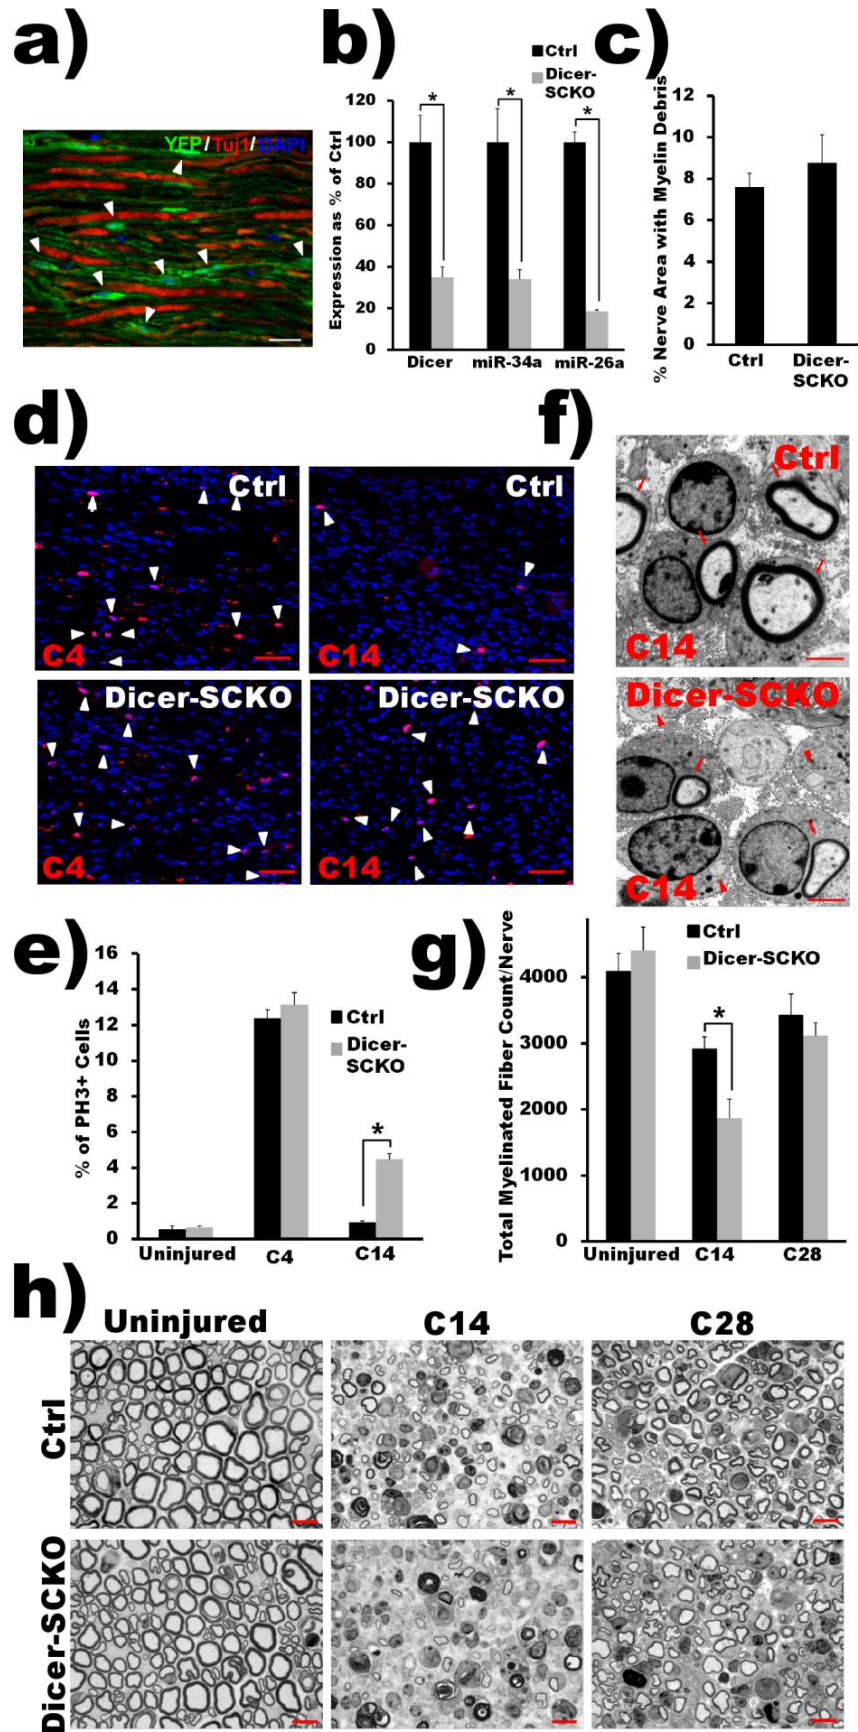 a)
YFP/Tuj1/DAPI
b)
Ctrl
Dicer-
SCKO
Expression as % of Ctrl
120
100
80
60
40
20
0
*
*
*
Dicer
miR-34a
miR-26a
c)
% Nerve Area with Myelin Debris
12
10
8
6
4
2
0
Ctrl
Dicer-
SCKO
d)
Ctrl
C4
Ctrl
C14
Dicer-SCKO
C4
Dicer-SCKO
C14
f)
Ctrl
C14
Dicer-SCKO
C14
e)
% of PH3+ Cells
16
14
12
10
8
6
4
2
0
Ctrl
Dicer-
SCKO
*
Uninjured
C4
C14
g)
Total Myelinated Fiber Count/Nerve
4000
3000
2000
1000
0
Ctrl
Dicer-SCKO
*
Uninjured
C14
C28
h)
Uninjured
C14
C28
Ctrl
Dicer-SCKO